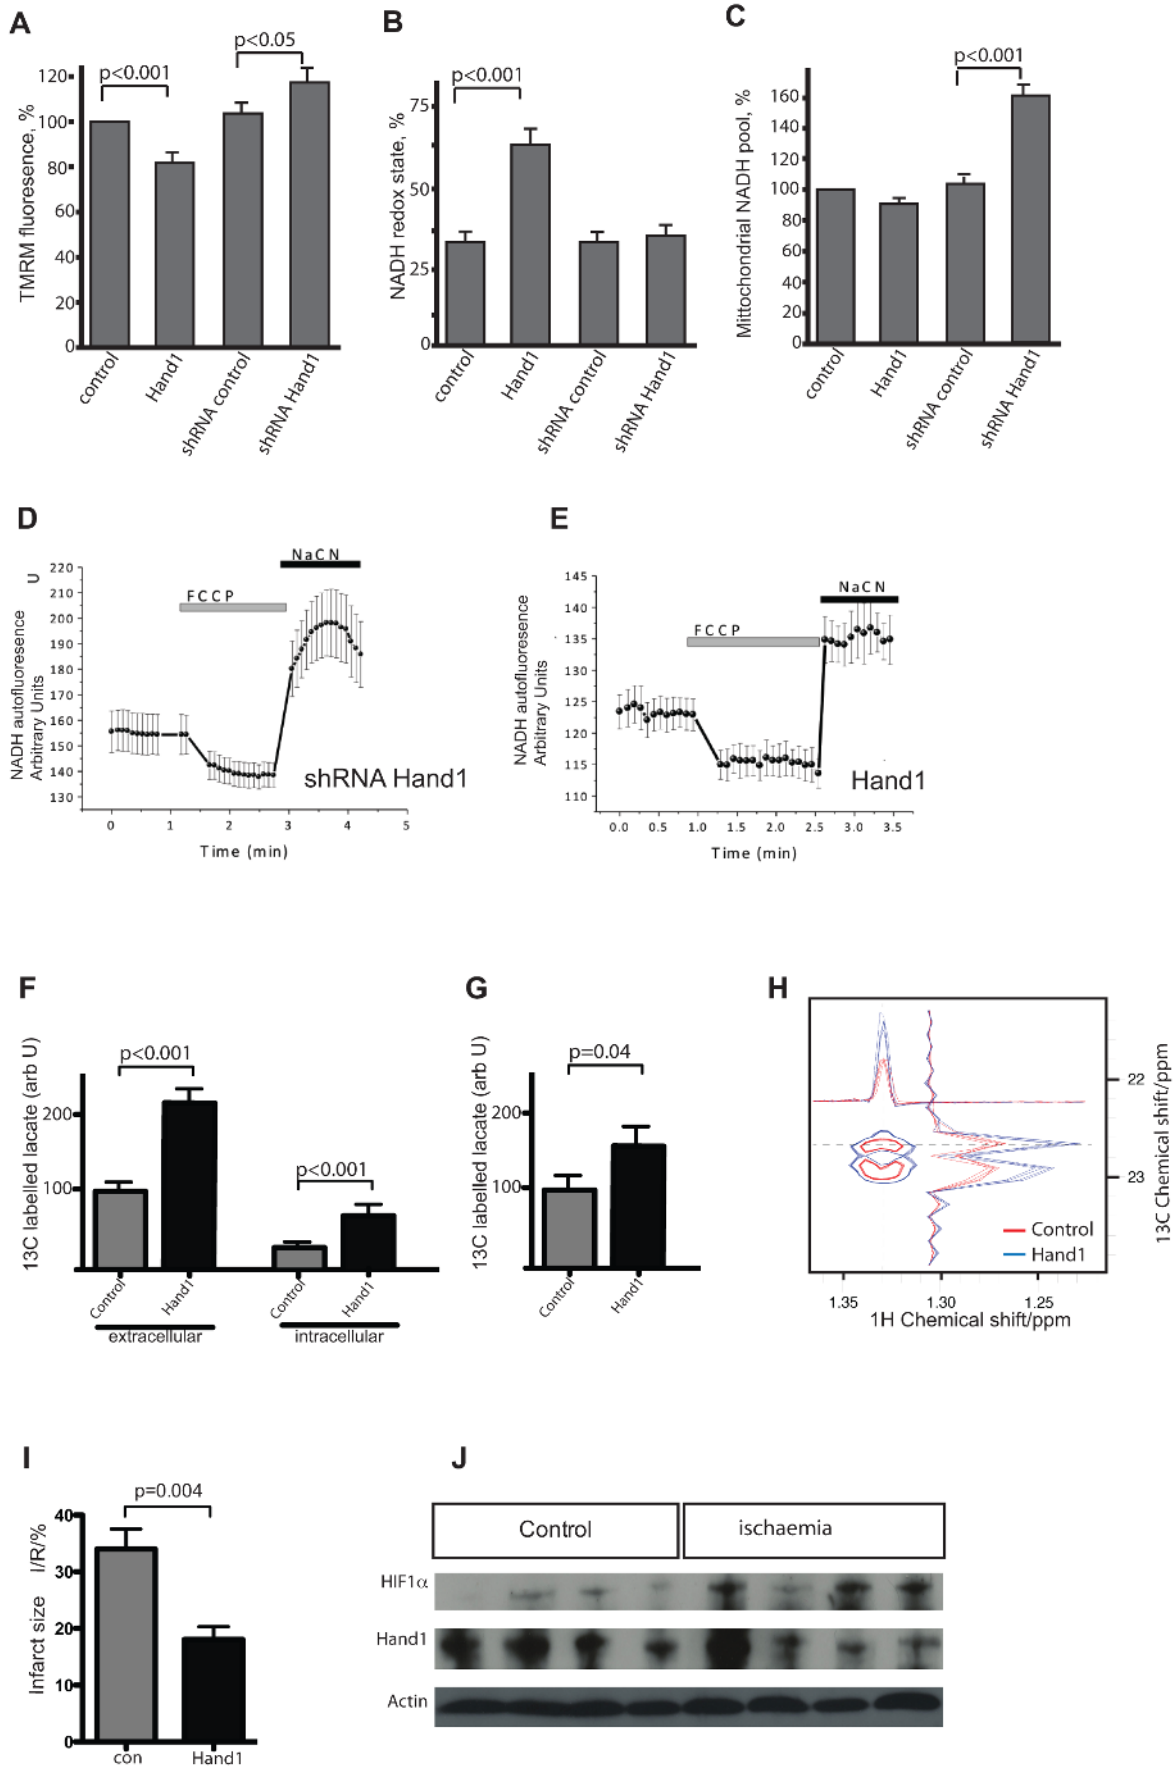 A
TMRM fluoresence, %
120
100
80
60
40
20
0
p<0.001
p<0.05
control
Hand1
shRNA control
shRNA Hand1
B
NADH redox state, %
75
50
25
0
p<0.001
control
Hand1
shRNA control
shRNA Hand1
C
Mitochondrial NADH pool, %
160
140
120
100
80
60
40
20
0
p<0.001
control
Hand1
shRNA control
shRNA Hand1
D
NADH autofluoresence
Arbitrary Units
U
220
210
200
190
180
170
160
150
140
130
FCCP
NaCN
shRNA Hand1
0 1 2 3 4 5
Time (min)
E
NADH autofluoresence
Arbitrary Units
145
140
135
130
125
120
115
110
FCCP
NaCN
Hand1
0.0 0.5 1.0 1.5 2.0 2.5 3.0 3.5
Time (min)
F
13C labelled lacate (arb U)
200
100
p<0.001
p<0.001
Control
Hand1
Control
Hand1
extracellular
intracellular
G
13C labelled lacate (arb U)
200
100
p=0.04
Control
Hand1
H
22
23
13C Chemical shift/ppm
Control
Hand1
1.35 1.30 1.25
1H Chemical shift/ppm
I
Infarct size I/R/%
40
30
20
10
0
p=0.004
con
Hand1
J
Control
ischaemia
HIF1α
Hand1
Actin